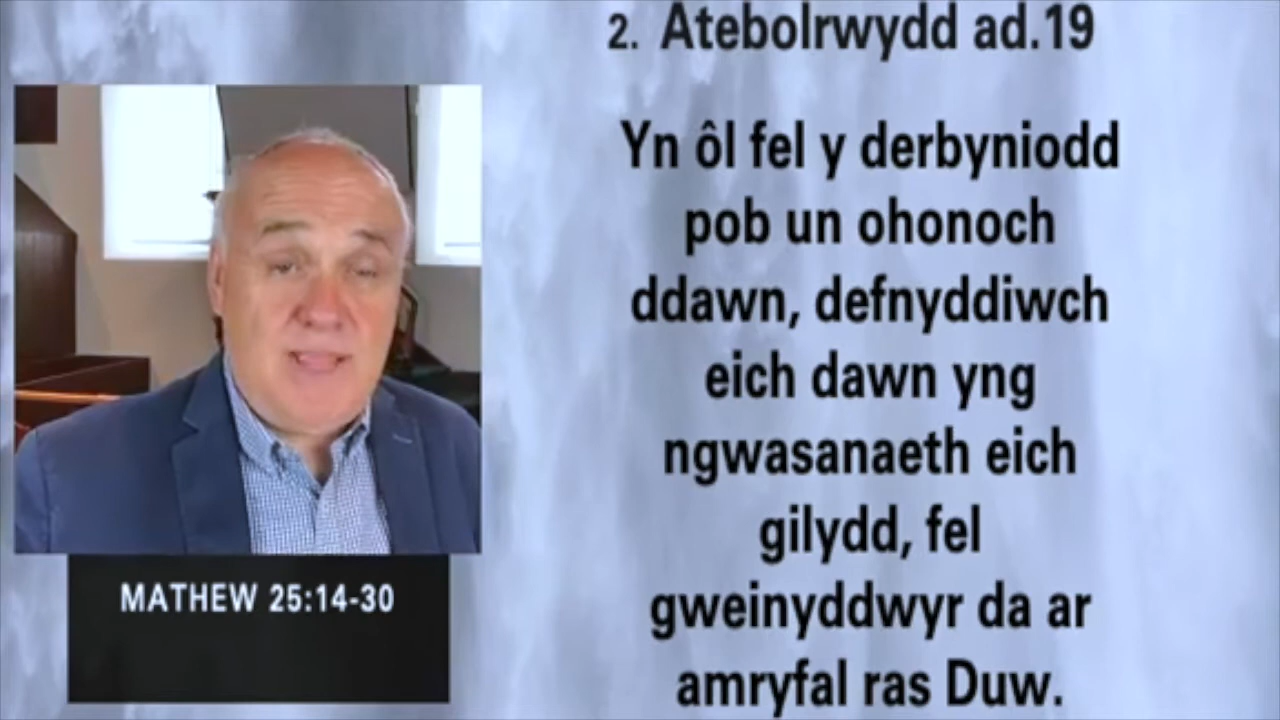 2. Atebolrwydd ad.19
Yn ôl fel y derbyniodd
pob un ohonoch
ddawn, defnyddiwch
eich dawn yng
ngwasanaeth eich
gilydd, fel
gweinyddwyr da ar
amryfal ras Duw.
MATHEW 25:14-30